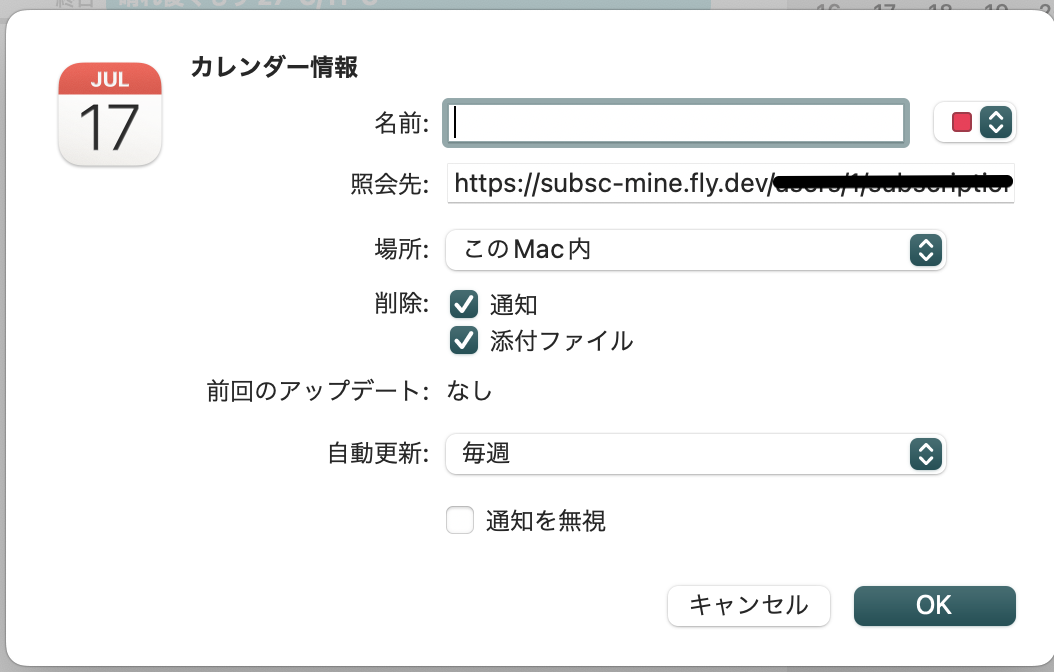 JUL
17
カレンダー情報
名前:
照会先: https://subsc-mine.fly.dev/
場所: このMac内
削除: 通知
添付ファイル
前回のアップデート: なし
自動更新: 毎週
通知を無視
キャンセル OK